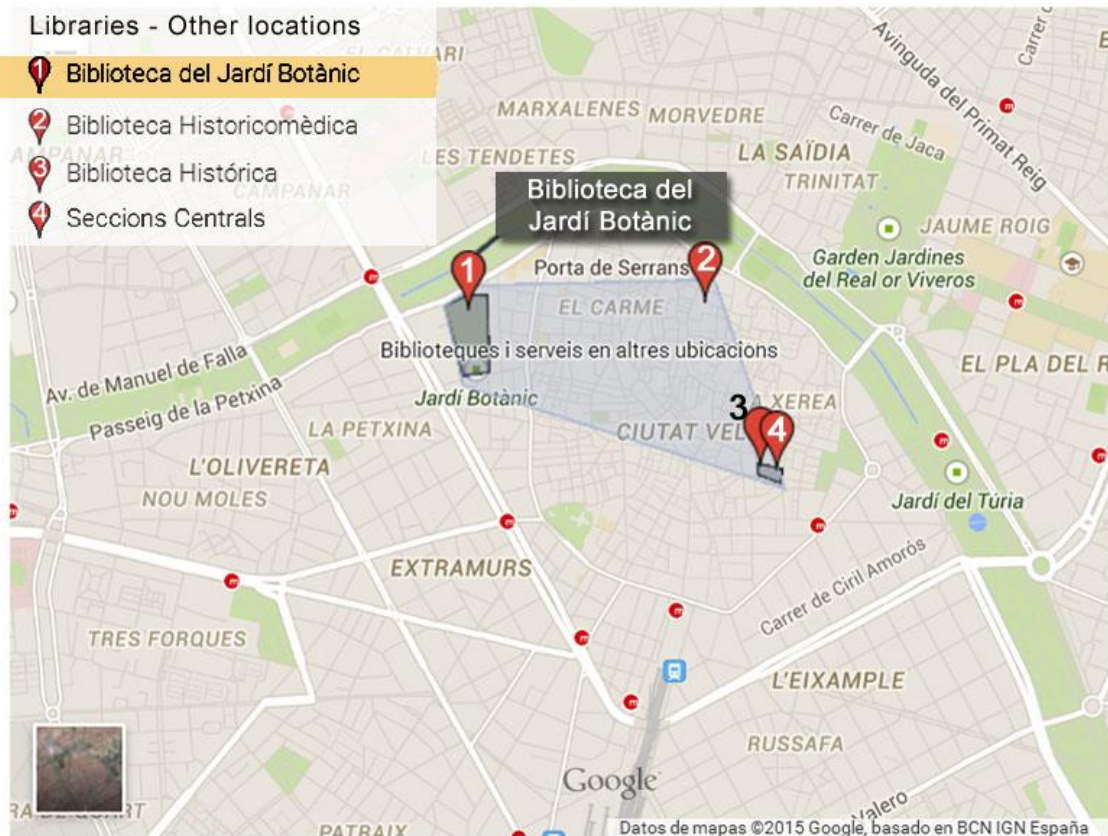 Libraries - Other locations
1 Biblioteca del Jardí Botànic
2 Biblioteca Historicomèdica
3 Biblioteca Histórica
4 Seccions Centrals
CAMPANAR
MARXALENES
MORVEDRE
LES TENDETES
LA SAÏDIA
TRINITAT
Avinguda del Primat Reig
Carrer de Jaca
JAUME ROIG
Biblioteca del
Jardí Botànic
Garden Jardines
del Real or Viveros
1
2
Porta de Serrans
EL CARME
Biblioteques i serveis en altres ubicacions
Av. de Manuel de Falla
Passeig de la Petxina
Jardí Botànic
EL PLA DEL R
XEREA
3
4
CIUTAT VEL
LA PETXINA
L'OLIVERETA
NOU MOLES
Jardí del Túria
EXTRAMURS
Carrer de Ciril Amorós
TRES FORQUES
L'EIXAMPLE
RUSSAFA
Google
PATRAIX
Valero
Datos de mapas ©2015 Google, basado en BCN IGN España